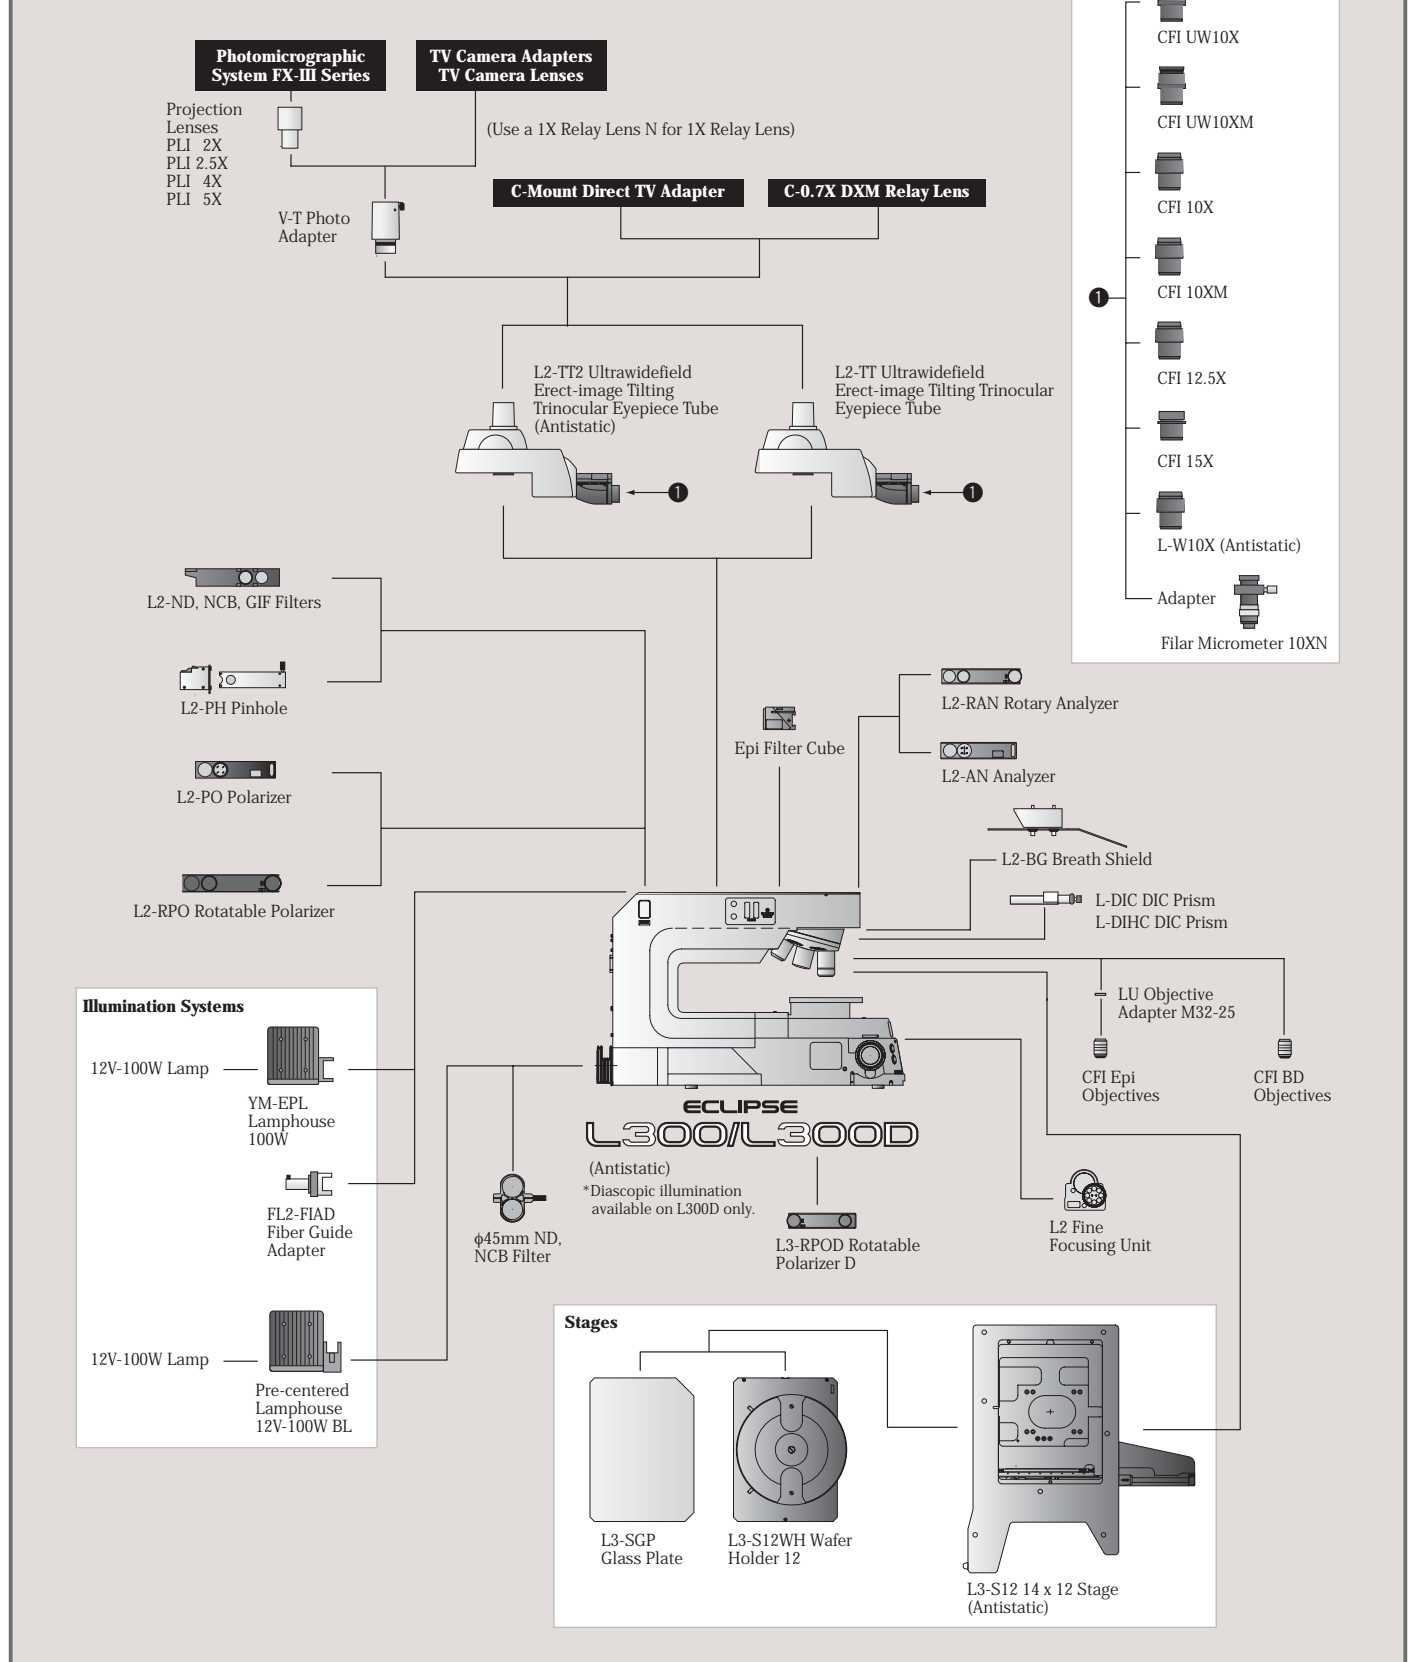 Photomicrographic
System FX-III Series
TV Camera Adapters
TV Camera Lenses
Projection
Lenses
PLI 2X
PLI 2.5X
PLI 4X
PLI 5X
(Use a 1X Relay Lens N for 1X Relay Lens)
V-T Photo
Adapter
C-Mount Direct TV Adapter
C-0.7X DXM Relay Lens
CFI UW10X
CFI UW10XM
CFI 10X
CFI 10XM
1
CFI 12.5X
CFI 15X
L-W10X (Antistatic)
Adapter
Filar Micrometer 10XN
L2-TT2 Ultrawidefield
Erect-image Tilting
Trinocular Eyepiece Tube
(Antistatic)
1
L2-TT Ultrawidefield
Erect-image Tilting Trinocular
Eyepiece Tube
1
L2-ND, NCB, GIF Filters
L2-PH Pinhole
L2-PO Polarizer
L2-RPO Rotatable Polarizer
Epi Filter Cube
L2-RAN Rotary Analyzer
L2-AN Analyzer
L2-BG Breath Shield
L-DIC DIC Prism
L-DIHC DIC Prism
LU Objective
Adapter M32-25
CFI Epi
Objectives
CFI BD
Objectives
Illumination Systems
12V-100W Lamp
YM-EPL
Lamphouse
100W
FL2-FIAD
Fiber Guide
Adapter
12V-100W Lamp
Pre-centered
Lamphouse
12V-100W BL
ECLIPSE
L300/L300D
(Antistatic)
*Diascopic illumination
available on L300D only.
φ45mm ND,
NCB Filter
L3-RPOD Rotatable
Polarizer D
L2 Fine
Focusing Unit
Stages
L3-SGP
Glass Plate
L3-S12WH Wafer
Holder 12
L3-S12 14 x 12 Stage
(Antistatic)